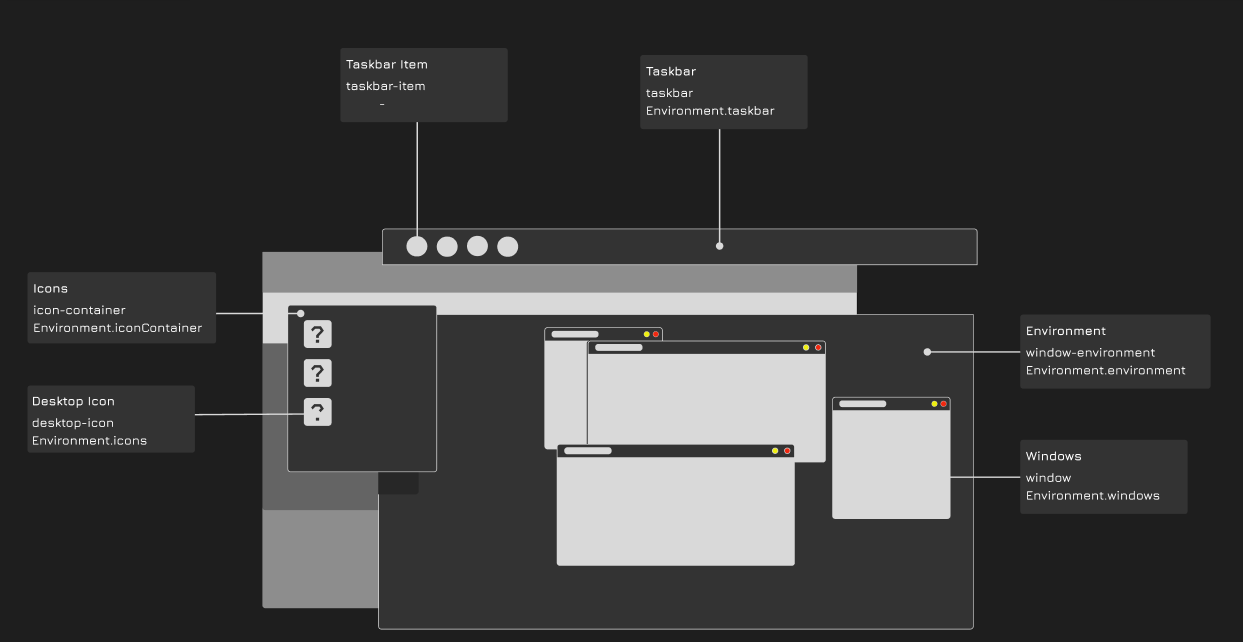 Taskbar Item
taskbar-item
-
Taskbar
taskbar
Environment.taskbar
Icons
icon-container
Environment.iconContainer
?
?
?
Desktop Icon
desktop-icon
Environment.icons
Environment
window-environment
Environment.environment
Windows
window
Environment.windows